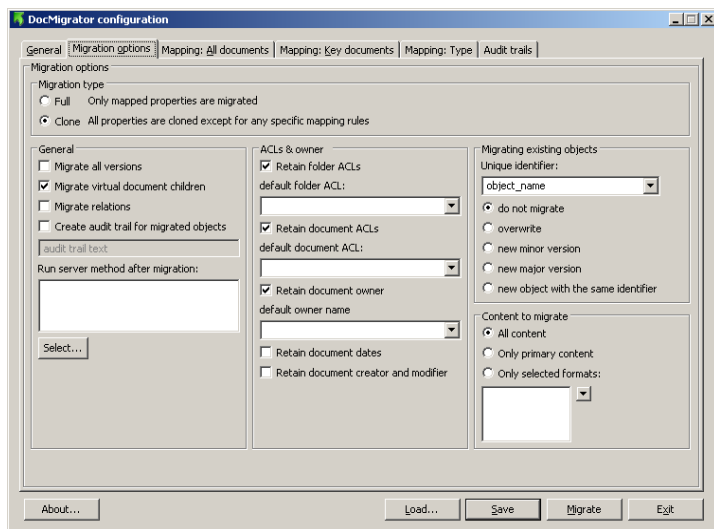 DocMigrator configuration
General
Migration options
Mapping: All documents
Mapping: Key documents
Mapping: Type
Audit trails
Migration options
Migration type
Full Only mapped properties are migrated
Clone All properties are cloned except for any specific mapping rules
General
Migrate all versions
Migrate virtual document children
Migrate relations
Create audit trail for migrated objects
audit trail text
Run server method after migration:
Select...
ACLs & owner
Retain folder ACLs
default folder ACL:
Retain document ACLs
default document ACL:
Retain document owner
default owner name
Retain document dates
Retain document creator and modifier
Migrating existing objects
Unique identifier:
object_name
do not migrate
overwrite
new minor version
new major version
new object with the same identifier
Content to migrate
All content
Only primary content
Only selected formats:
About...
Load...
Save
Migrate
Exit